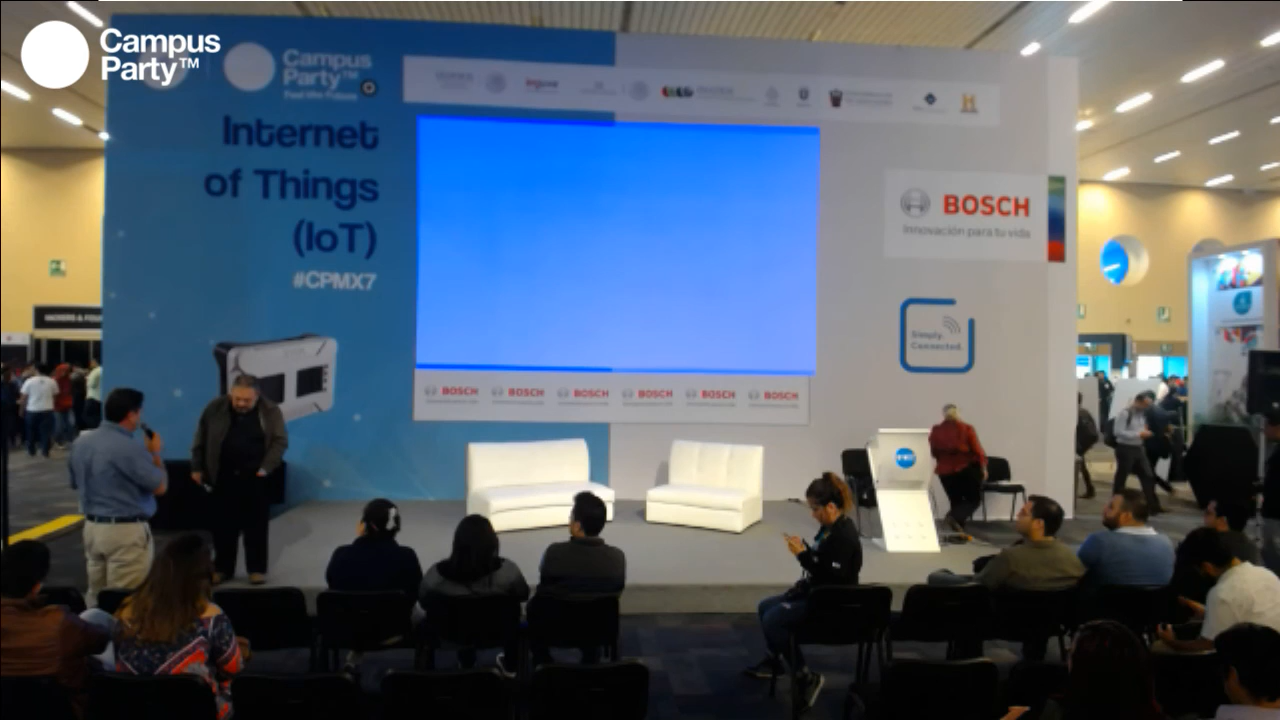 Campus
Party™
Campus
Party™
Feel the Future
Internet
of Things
(IoT)
#CPMX7
BOSCH
Innovación para tu vida
Simply.
Connected.
BOSCH BOSCH BOSCH BOSCH BOSCH BOSCH